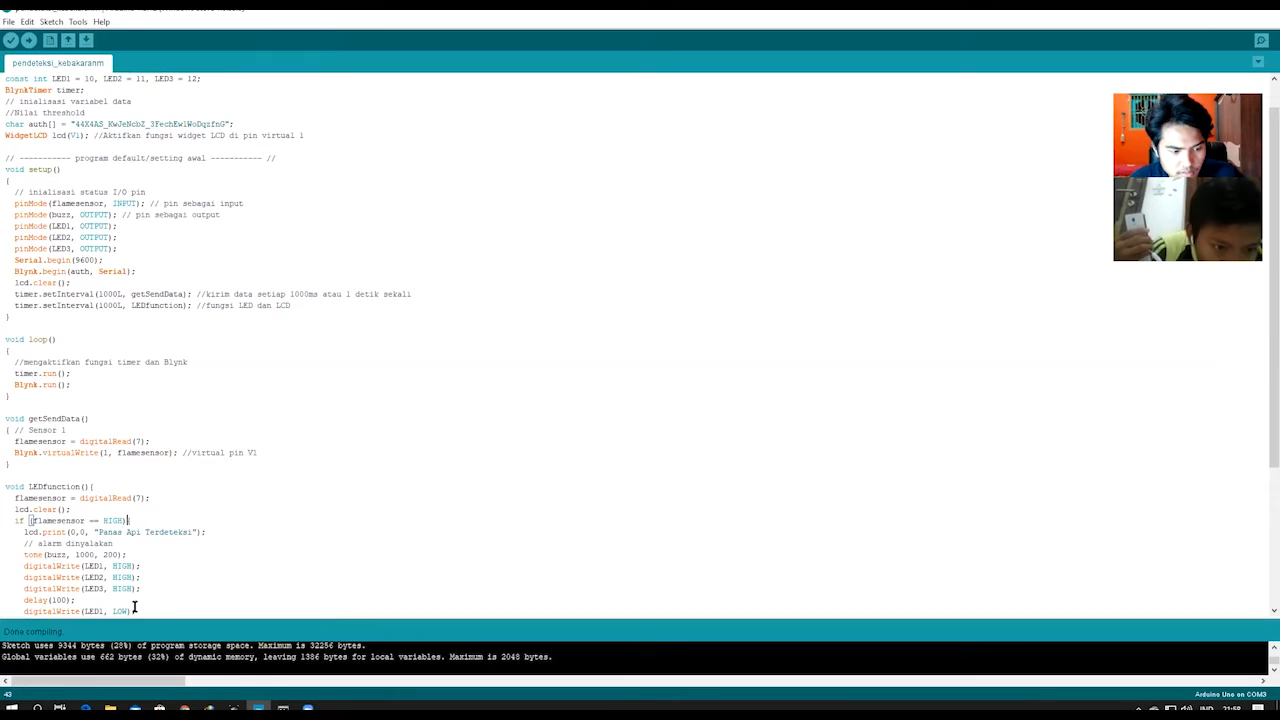 File Edit Sketch Tools Help
pendeteksi_kebakaranm
const int LED1 = 10, LED2 = 11, LED3 = 12;
BlynkTimer timer;
// inialisasi variabel data
//Nilai threshold
WidgetLCD lcd(V1); //Aktifkan fungsi widget LCD di pin virtual 1
// ----------- program default/setting awal ----------- //
void setup()
{
// inialisasi status I/O pin
pinMode(flamesensor, INPUT); // pin sebagai input
pinMode(buzz, OUTPUT); // pin sebagai output
pinMode(LED1, OUTPUT);
pinMode(LED2, OUTPUT);
pinMode(LED3, OUTPUT);
Serial.begin(9600);
Blynk.begin(auth, Serial);
lcd.clear();
timer.setInterval(1000L, getSendData); //kirim data setiap 1000ms atau 1 detik sekali
timer.setInterval(1000L, LEDfunction); //fungsi LED dan LCD
}
void loop()
{
//mengaktifkan fungsi timer dan Blynk
timer.run();
Blynk.run();
}
void getSendData()
{ // Sensor 1
flamesensor = digitalRead(7);
Blynk.virtualWrite(1, flamesensor); //virtual pin V1
}
void LEDfunction(){
flamesensor = digitalRead(7);
lcd.clear();
if (flamesensor == HIGH){
lcd.print(0,0, "Panas Api Terdeteksi");
// alarm dinyalakan
tone(buzz, 1000, 200);
digitalWrite(LED1, HIGH);
digitalWrite(LED2, HIGH);
digitalWrite(LED3, HIGH);
delay(100);
digitalWrite(LED1, LOW);
Done compiling.
Sketch uses 9344 bytes (28%) of program storage space. Maximum is 32256 bytes.
Global variables use 662 bytes (32%) of dynamic memory, leaving 1386 bytes for local variables. Maximum is 2048 bytes.
43
Arduino Uno on COM3